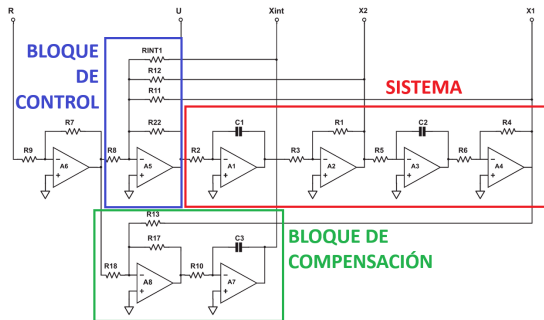 R
U
Xint
X2
X1
BLOQUE
DE
CONTROL
RINT1
R12
R11
SISTEMA
R7
R22
C1
R1
C2
R4
R9
R8
R2
R3
R5
R6
A6
A5
A1
A2
A3
A4
R13
R17
C3
R18
R10
A8
A7
BLOQUE DE
COMPENSACIÓN